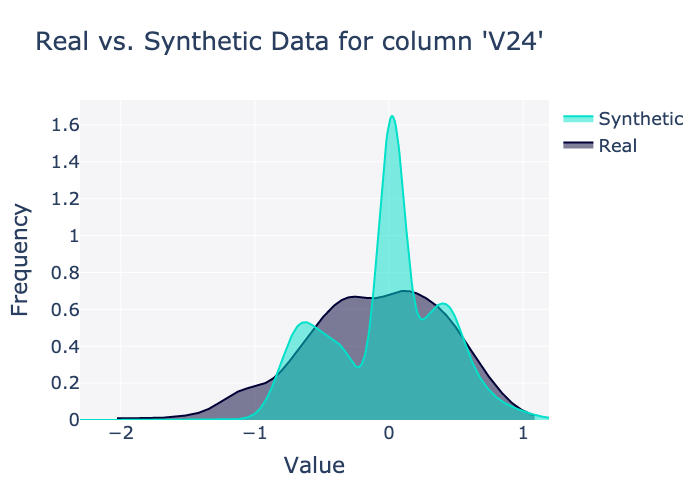 Real vs. Synthetic Data for column 'V24'
Synthetic
Real
Frequency
1.6
1.4
1.2
1
0.8
0.6
0.4
0.2
0
−2
−1
0
1
Value